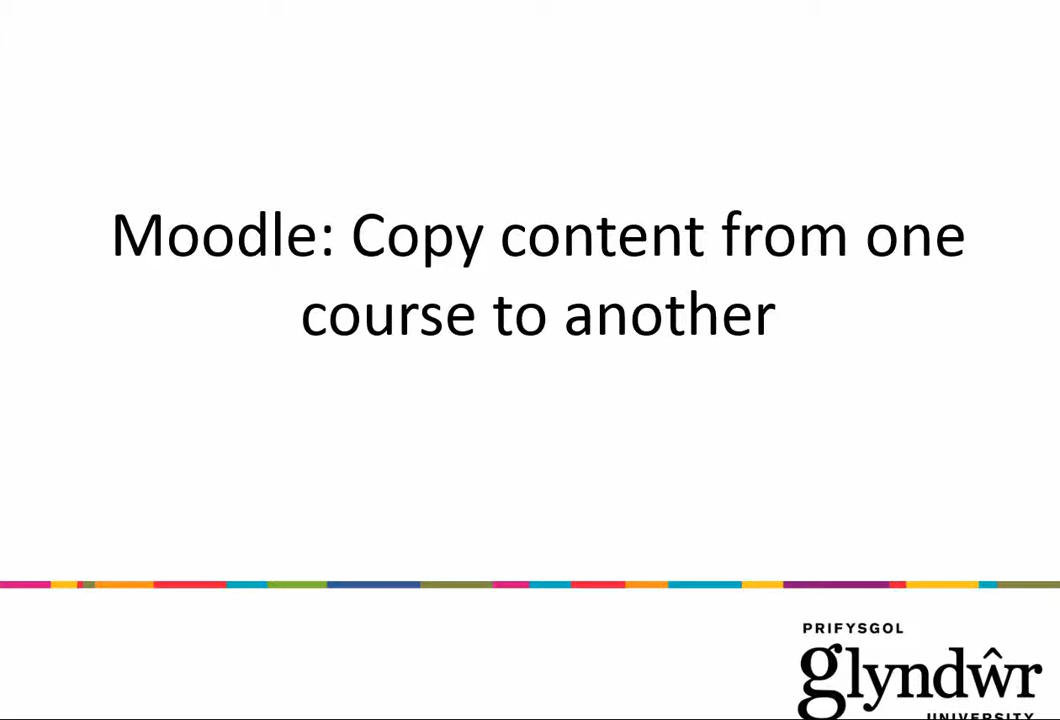 Moodle: Copy content from one
course to another
PRIFYSGOL
glyndŵr
UNIVERSITY